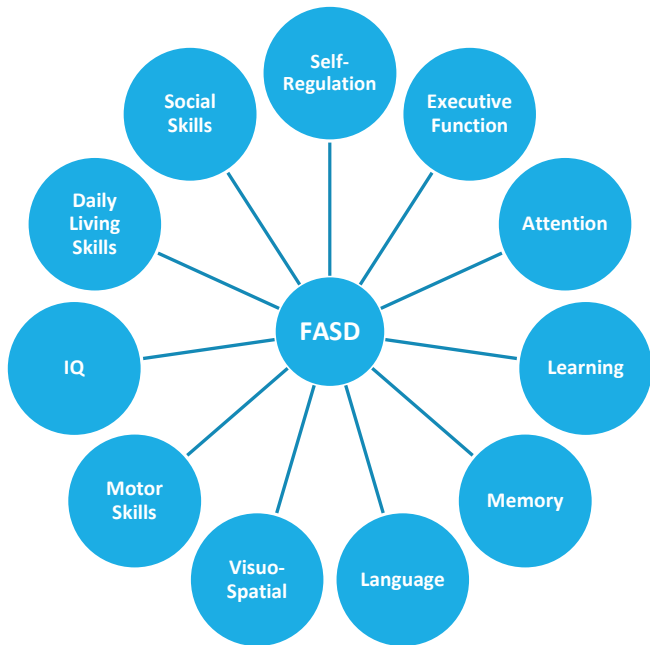 Self-
Regulation
Executive
Function
Attention
Learning
Memory
Language
Visuo-
Spatial
Motor
Skills
IQ
Daily
Living
Skills
Social
Skills
FASD